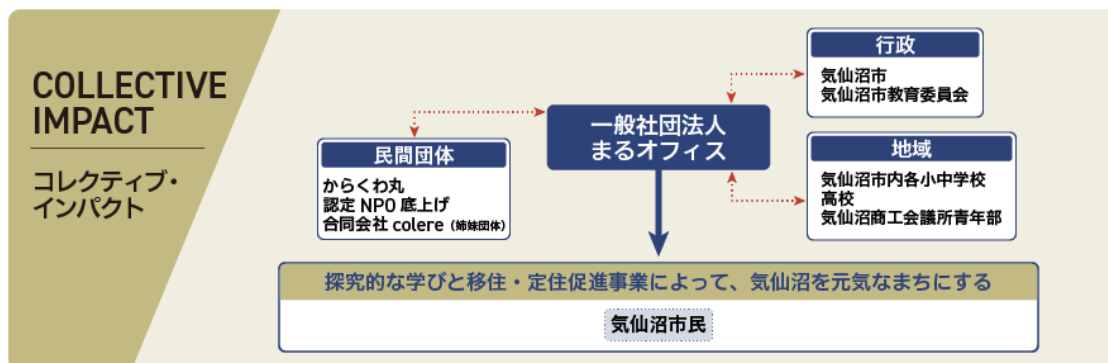 COLLECTIVE
IMPACT
コレクティブ・
インパクト
行政
気仙沼市
気仙沼市教育委員会
一般社団法人
まるオフィス
民間団体
からくわ丸
認定 NPO 底上げ
合同会社 colere（姉妹団体）
地域
気仙沼市内各小中学校
高校
気仙沼商工会議所青年部
探究的な学びと移住・定住促進事業によって、気仙沼を元気なまちにする
気仙沼市民